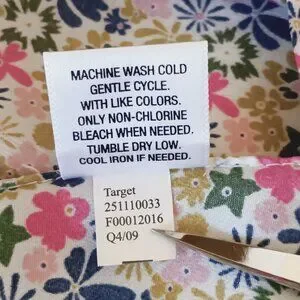 MACHINE WASH COLD
GENTLE CYCLE.
WITH LIKE COLORS.
ONLY NON-CHLORINE
BLEACH WHEN NEEDED.
TUMBLE DRY LOW.
COOL IRON IF NEEDED.
Target
251110033
F00012016
Q4/09